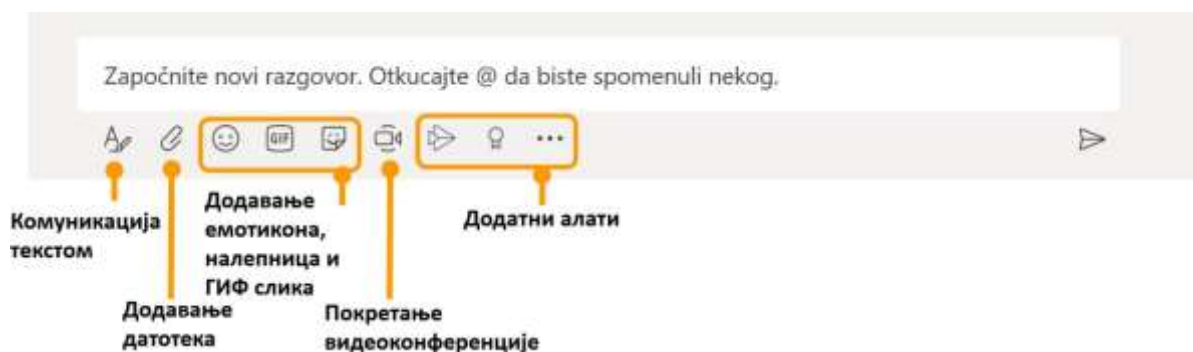 Započnite novi razgovor. Otkucajte @ da biste spomenuli nekog.
GIF
Комуникација
текстом
Додавање
датотека
Додавање
емотикона,
налепница и
ГИФ слика
Покретање
видеоконференције
Додатни алати